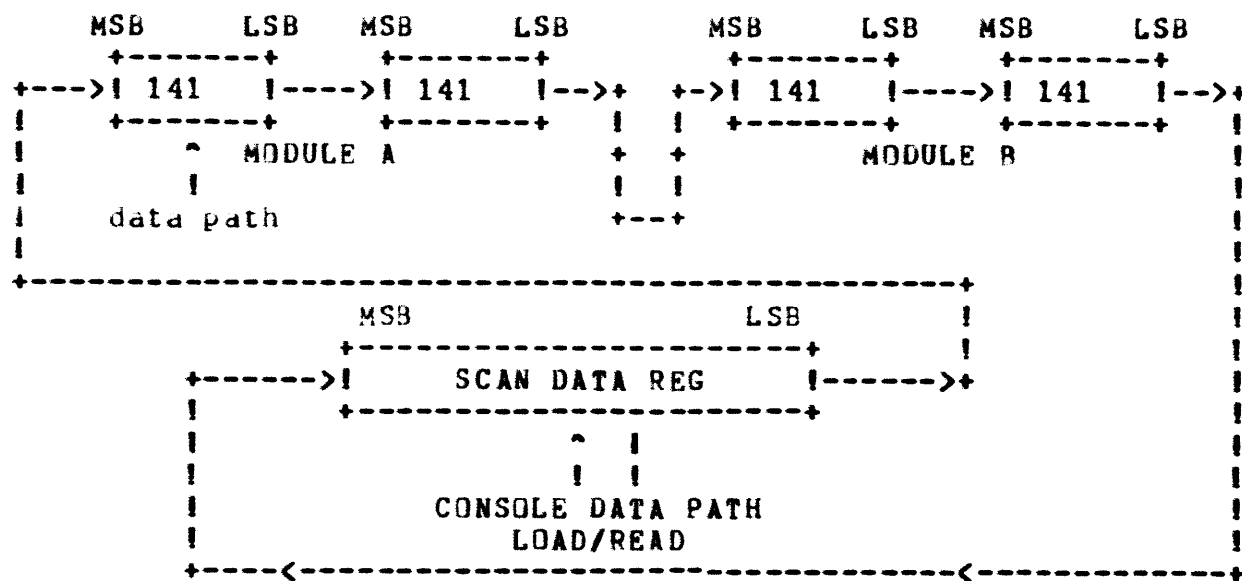 MSB LSB MSB LSB MSB LSB MSB LSB
141 141 141 141
MODULE A MODULE B
data path
MSB LSB
SCAN DATA REG
CONSOLE DATA PATH
LOAD/READ